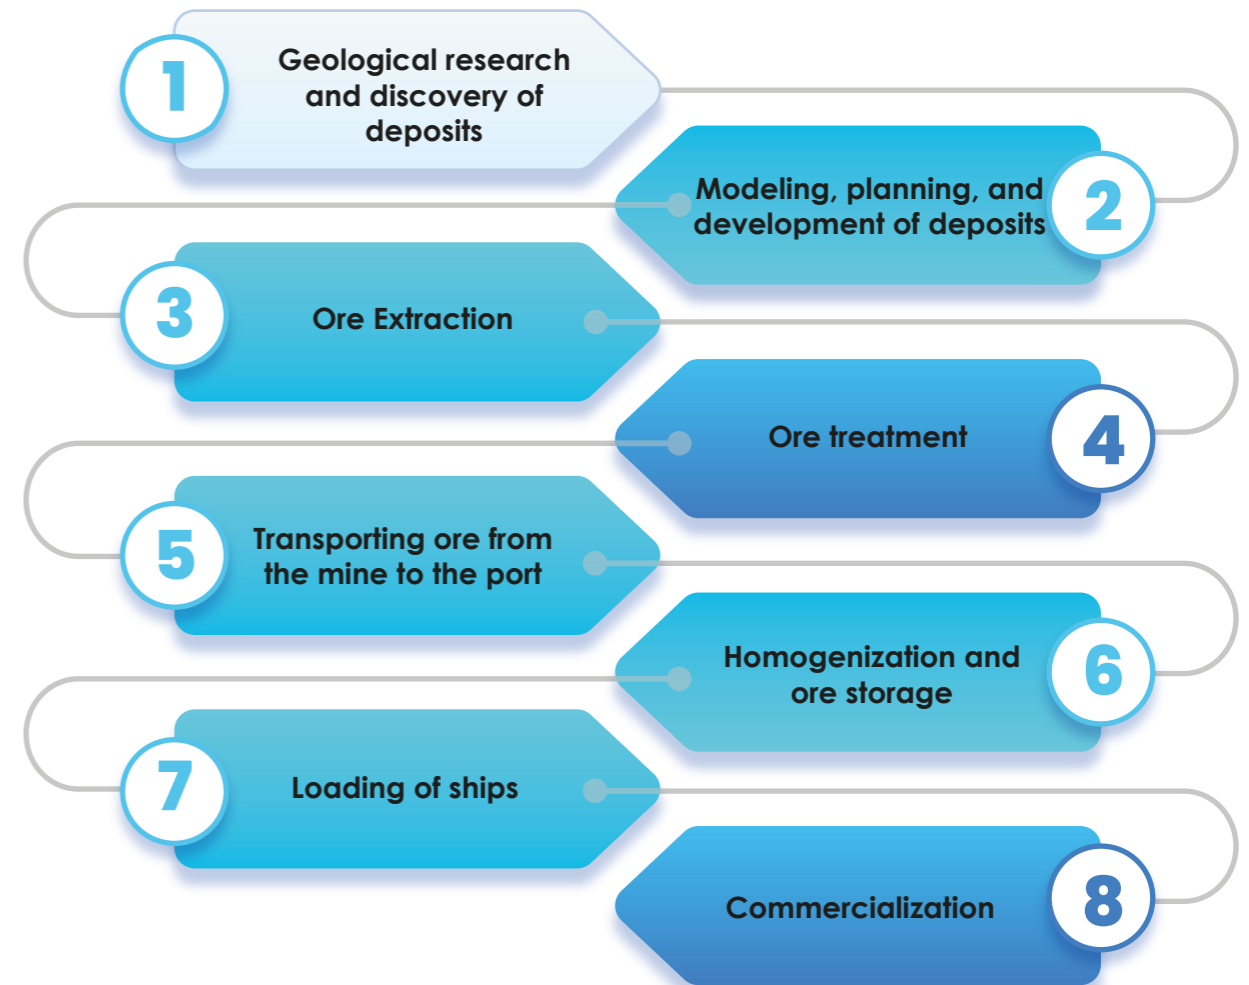 1
Geological research
and discovery of
deposits
2
Modeling, planning, and
development of deposits
3
Ore Extraction
4
Ore treatment
5
Transporting ore from
the mine to the port
6
Homogenization and
ore storage
7
Loading of ships
8
Commercialization